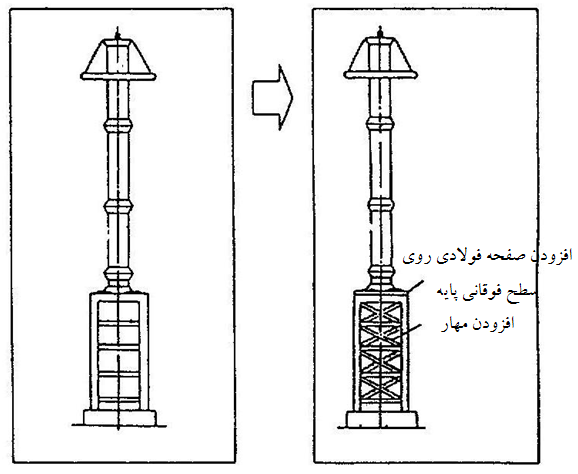 افزودن صفحه فولادی روی
سطح فوقانی پایه
افزودن مهار